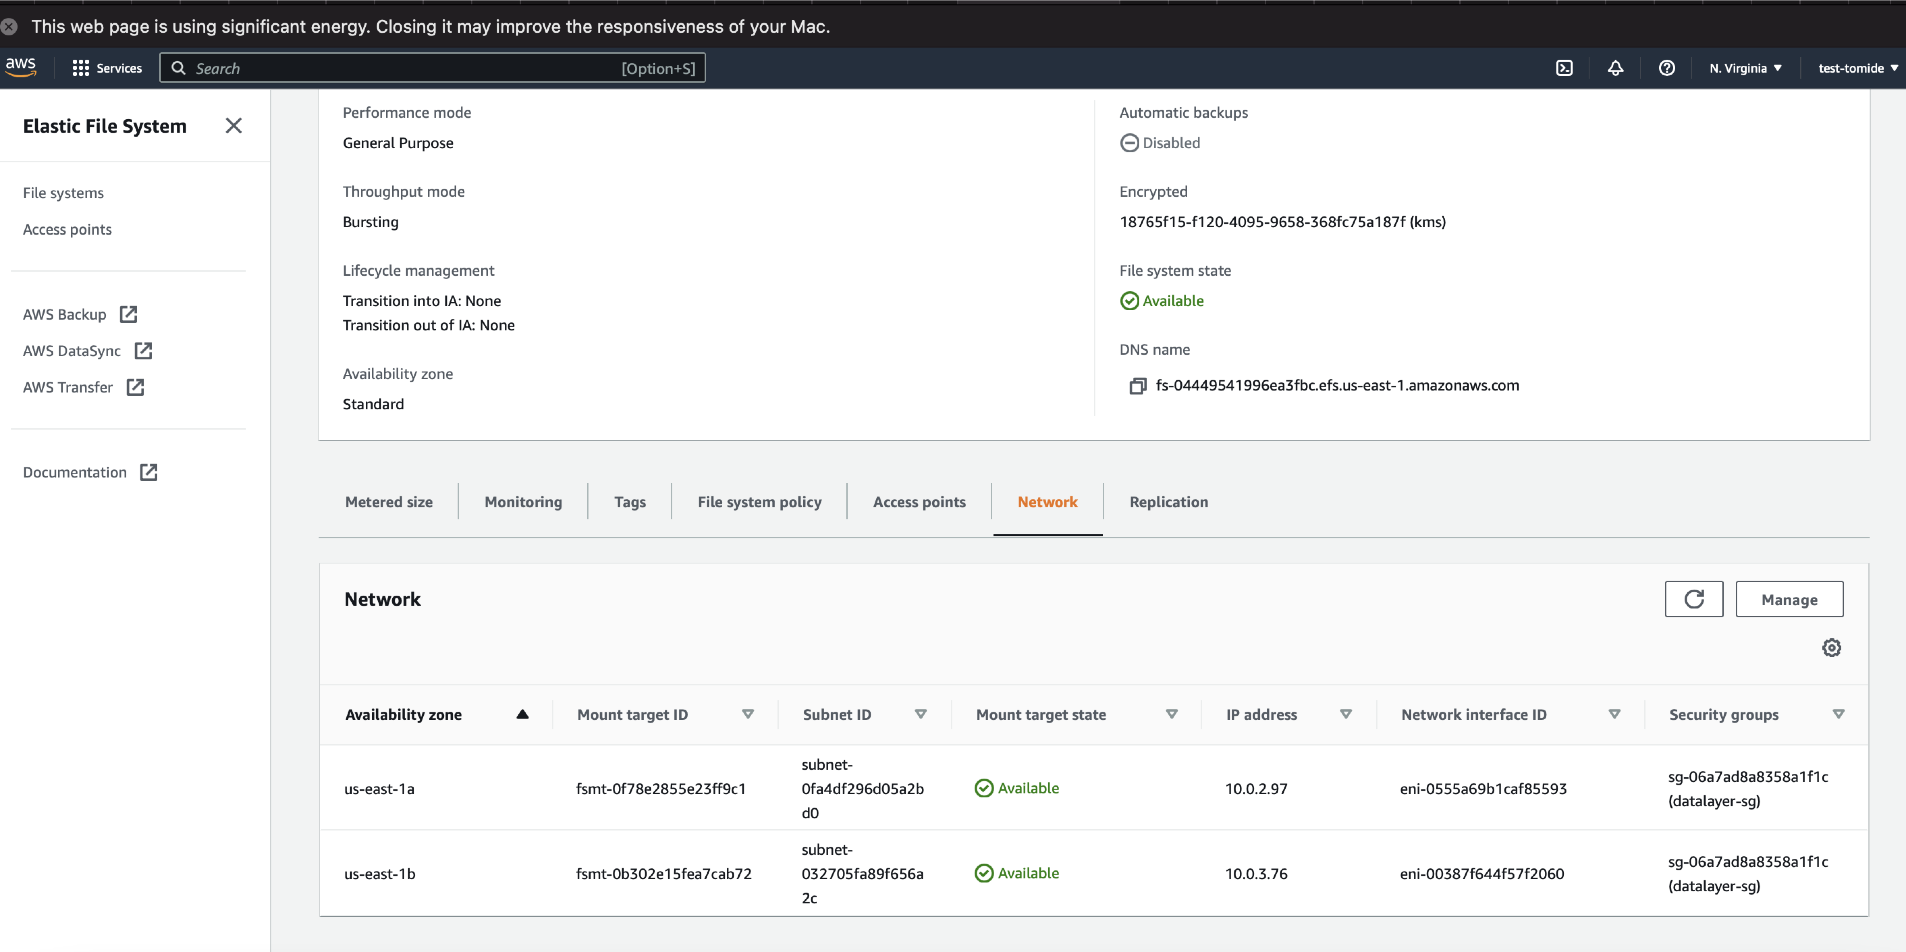 This web page is using significant energy. Closing it may improve the responsiveness of your Mac.
aws
Services
Search
[Option+S]
N. Virginia
test-tomide
Elastic File System
File systems
Access points
AWS Backup
AWS DataSync
AWS Transfer
Documentation
Performance mode
General Purpose
Throughput mode
Bursting
Lifecycle management
Transition into IA: None
Transition out of IA: None
Availability zone
Standard
Automatic backups
Disabled
Encrypted
18765f15-f120-4095-9658-368fc75a187f (kms)
File system state
Available
DNS name
fs-04449541996ea3fbc.efs.us-east-1.amazonaws.com
Metered size
Monitoring
Tags
File system policy
Access points
Network
Replication
Network
Manage
Availability zone
Mount target ID
Subnet ID
Mount target state
IP address
Network interface ID
Security groups
us-east-1a
fsmt-0f78e2855e23ff9c1
subnet-
0fa4df296d05a2b
d0
Available
10.0.2.97
eni-0555a69b1caf85593
sg-06a7ad8a8358a1f1c
(datalayer-sg)
us-east-1b
fsmt-0b302e15fea7cab72
subnet-
032705fa89f656a
2c
Available
10.0.3.76
eni-00387f644f57f2060
sg-06a7ad8a8358a1f1c
(datalayer-sg)